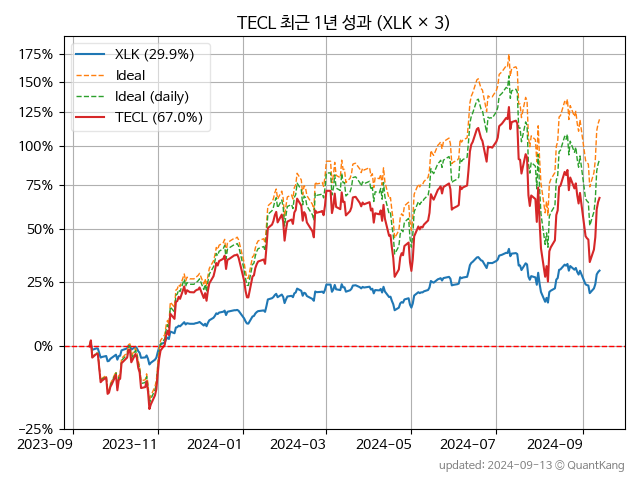 TECL 최근 1년 성과 (XLK × 3)
XLK (29.9%)
Ideal
Ideal (daily)
TECL (67.0%)
175%
150%
125%
100%
75%
50%
25%
0%
-25%
2023-09
2023-11
2024-01
2024-03
2024-05
2024-07
2024-09
updated: 2024-09-13 © QuantKang